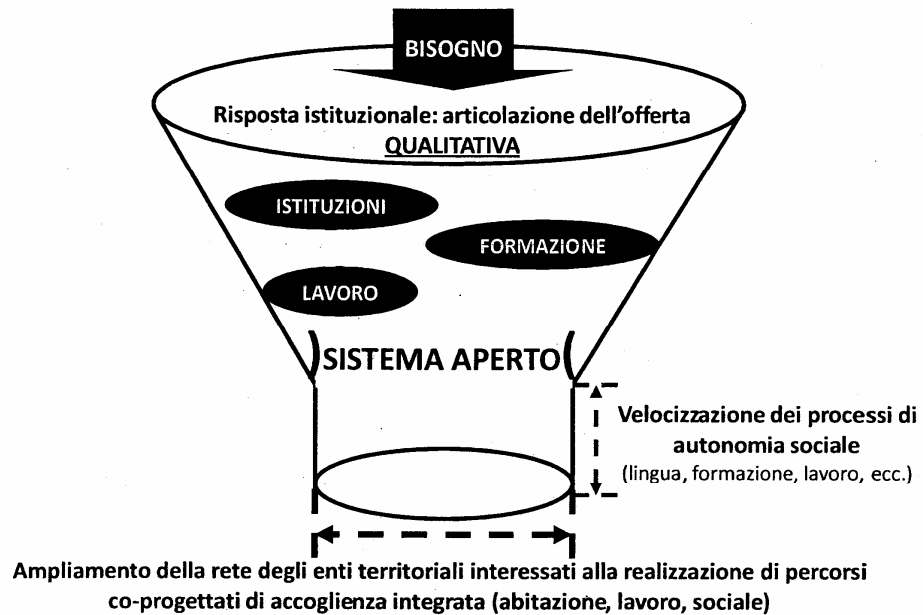 BISOGNO
Risposta istituzionale: articolazione dell'offerta
QUALITATIVA
ISTITUZIONI
FORMAZIONE
LAVORO
SISTEMA APERTO
Velocizzazione dei processi di
autonomia sociale
(lingua, formazione, lavoro, ecc.)
Ampliamento della rete degli enti territoriali interessati alla realizzazione di percorsi
co-progettati di accoglienza integrata (abitazione, lavoro, sociale)